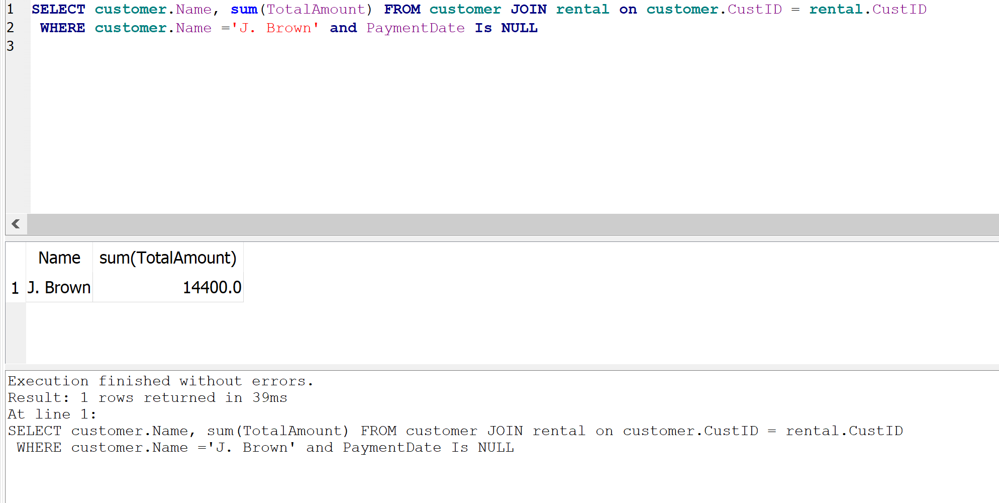 1 SELECT customer.Name, sum(TotalAmount) FROM customer JOIN rental on customer.CustID = rental.CustID
2 WHERE customer.Name ='J. Brown' and PaymentDate Is NULL
3
Name sum(TotalAmount)
1 J. Brown 14400.0
Execution finished without errors.
Result: 1 rows returned in 39ms
At line 1:
SELECT customer.Name, sum(TotalAmount) FROM customer JOIN rental on customer.CustID = rental.CustID
WHERE customer.Name ='J. Brown' and PaymentDate Is NULL